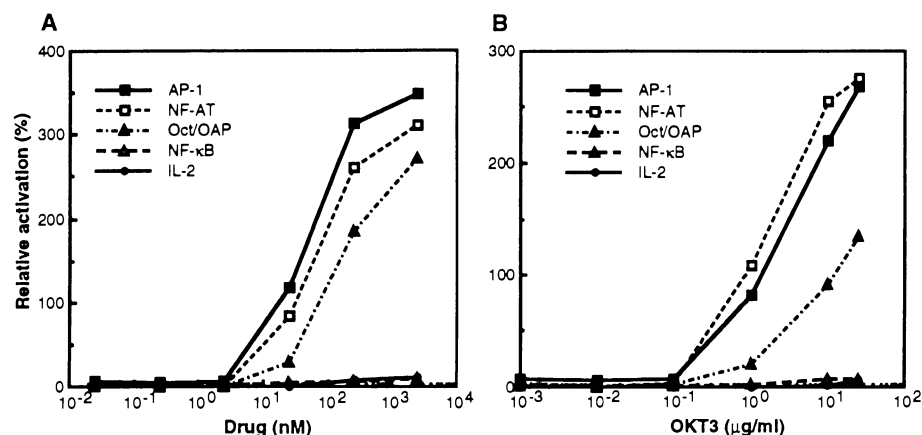 A
400
300
200
100
0
Relative activation (%)
AP-1
NF-AT
Oct/OAP
NF-κB
IL-2
10⁻² 10⁻¹ 10⁰ 10¹ 10² 10³ 10⁴
Drug (nM)
B
300
200
100
0
AP-1
NF-AT
Oct/OAP
NF-κB
IL-2
10⁻³ 10⁻² 10⁻¹ 10⁰ 10¹ 10²
OKT3 (μg/ml)